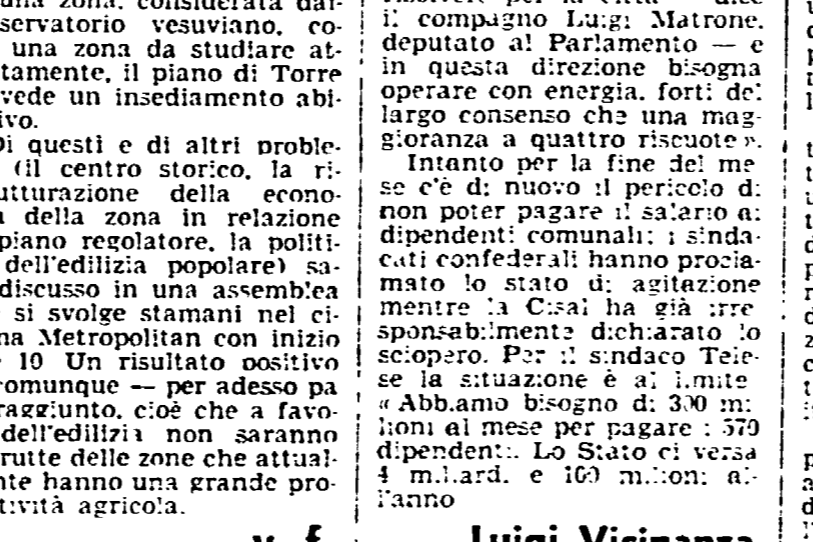 una zona, considerata dal-
servatorio vesuviano, co-
una zona da studiare at-
tamente, il piano di Torre
vede un insediamento abi-
ivo.
Di questi e di altri proble-
(il centro storico, la ri-
utturazione della econo-
della zona in relazione
piano regolatore, la politi-
dell'edilizia popolare) sa-
discusso in una assemblea
si svolge stamani nel ci-
na Metropolitan con inizio
10 Un risultato positivo
comunque — per adesso pa
raggiunto, cioè che a favo-
dell'edilizia non saranno
rutte delle zone che attual-
nte hanno una grande pro-
tività agricola.
v. f.
il compagno Luigi Matrone,
deputato al Parlamento — e
in questa direzione bisogna
operare con energia, forti del
largo consenso che una mag-
gioranza a quattro riscuote».
Intanto per la fine del me
se c'è di nuovo il pericolo di
non poter pagare il salario ai
dipendenti comunali: i sinda-
cati confederali hanno procla-
mato lo stato di agitazione
mentre la Cisal ha già irre
sponsabilmente dichiarato lo
sciopero. Per il sindaco Tele-
se la situazione è al limite
«Abbiamo bisogno di 300 mi
lioni al mese per pagare i 570
dipendenti. Lo Stato ci versa
4 miliardi e 100 milioni al-
l'anno
Luigi Vicinanza